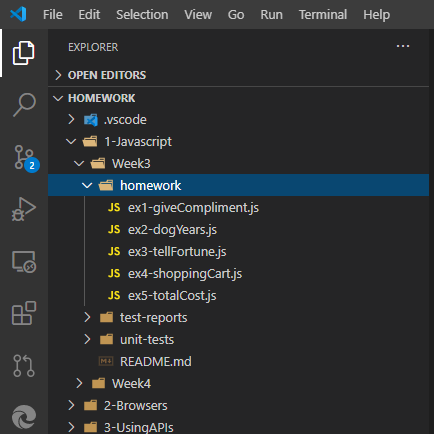 File Edit Selection View Go Run Terminal Help
EXPLORER
OPEN EDITORS
HOMEWORK
.vscode
1-Javascript
Week3
homework
JS ex1-giveCompliment.js
JS ex2-dogYears.js
JS ex3-tellFortune.js
JS ex4-shoppingCart.js
JS ex5-totalCost.js
test-reports
2
unit-tests
README.md
Week4
2-Browsers
3-UsingAPIs